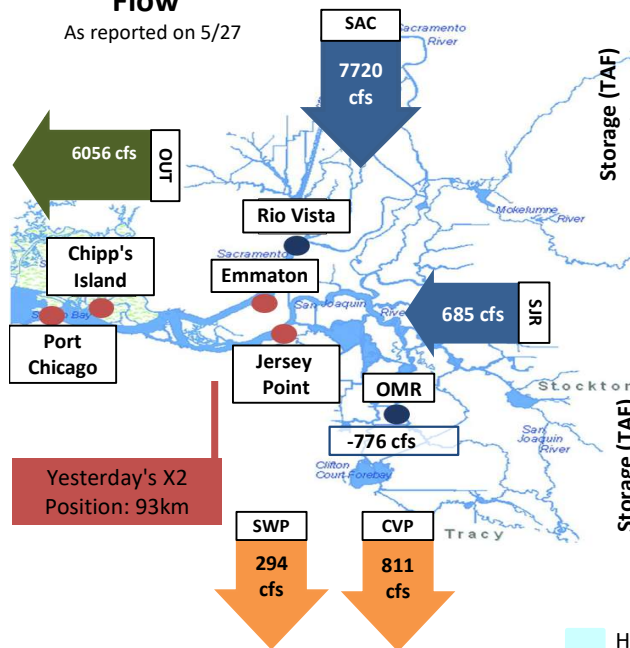 Flow
As reported on 5/27
SAC
Sacramento
River
7720
cfs
Storage (TAF)
6056 cfs
OUT
Rio Vista
Mokelumne
River
Chipp's
Island
Sacramento
Emmaton
San Joaquin
River
685 cfs
SJR
Port
Chicago
Jersey
Point
OMR
Stockton
-776 cfs
San
Joaquin
River
Storage (TAF)
Clifton
Court Forebay
Yesterday's X2
Position: 93km
SWP
CVP
Tracy
294
cfs
811
cfs
H